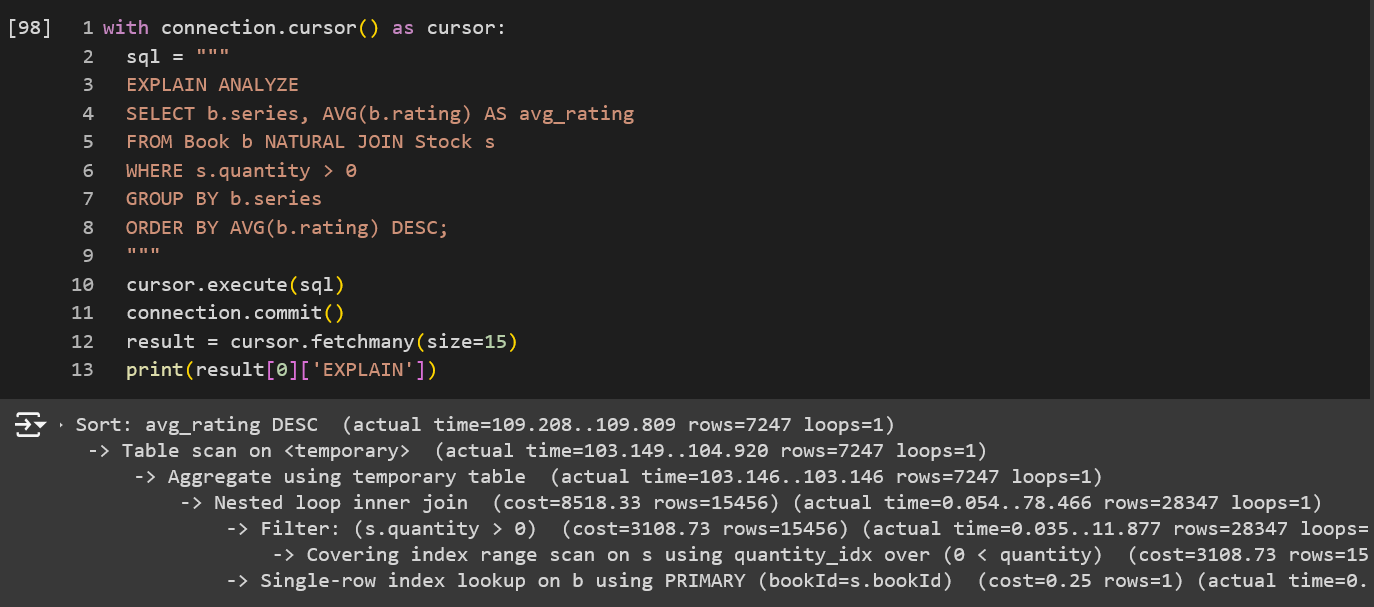 [98] 1 with connection.cursor() as cursor:
2 sql = """
3 EXPLAIN ANALYZE
4 SELECT b.series, AVG(b.rating) AS avg_rating
5 FROM Book b NATURAL JOIN Stock s
6 WHERE s.quantity > 0
7 GROUP BY b.series
8 ORDER BY AVG(b.rating) DESC;
9 """
10 cursor.execute(sql)
11 connection.commit()
12 result = cursor.fetchmany(size=15)
13 print(result[0]['EXPLAIN'])
Sort: avg_rating DESC (actual time=109.208..109.809 rows=7247 loops=1)
-> Table scan on <temporary> (actual time=103.149..104.920 rows=7247 loops=1)
-> Aggregate using temporary table (actual time=103.146..103.146 rows=7247 loops=1)
-> Nested loop inner join (cost=8518.33 rows=15456) (actual time=0.054..78.466 rows=28347 loops=1)
-> Filter: (s.quantity > 0) (cost=3108.73 rows=15456) (actual time=0.035..11.877 rows=28347 loops=
-> Covering index range scan on s using quantity_idx over (0 < quantity) (cost=3108.73 rows=15
-> Single-row index lookup on b using PRIMARY (bookId=s.bookId) (cost=0.25 rows=1) (actual time=0.